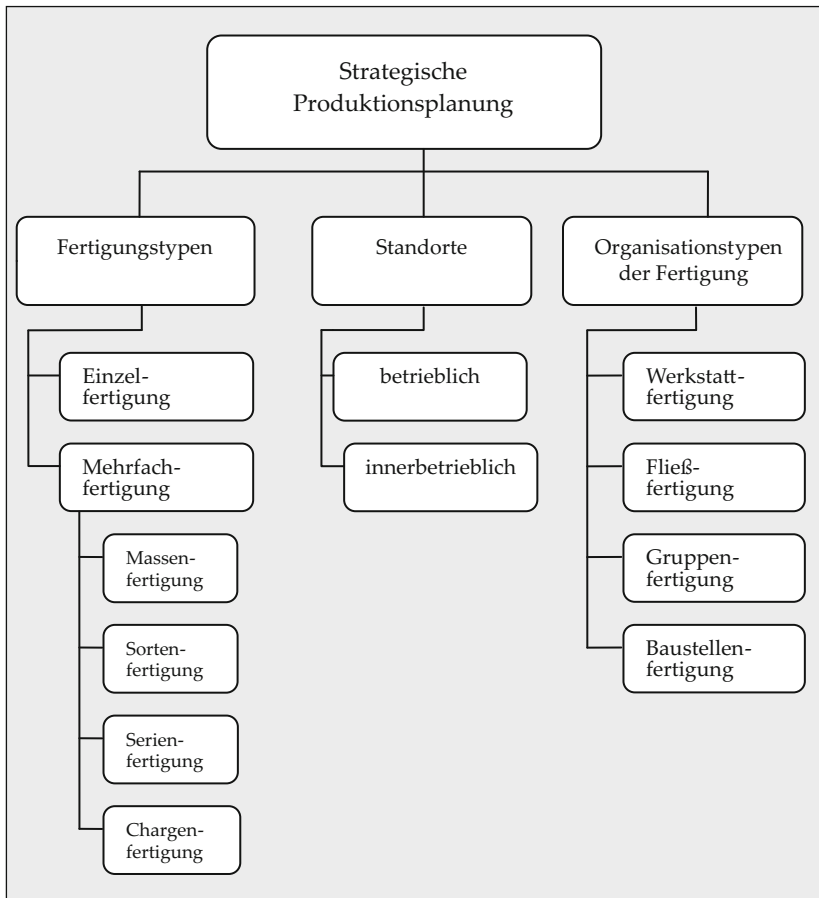 Strategische
Produktionsplanung
Fertigungstypen
Einzel-
fertigung
Mehrfach-
fertigung
Massen-
fertigung
Sorten-
fertigung
Serien-
fertigung
Chargen-
fertigung
Standorte
betrieblich
innerbetrieblich
Organisationstypen
der Fertigung
Werkstatt-
fertigung
Fließ-
fertigung
Gruppen-
fertigung
Baustellen-
fertigung